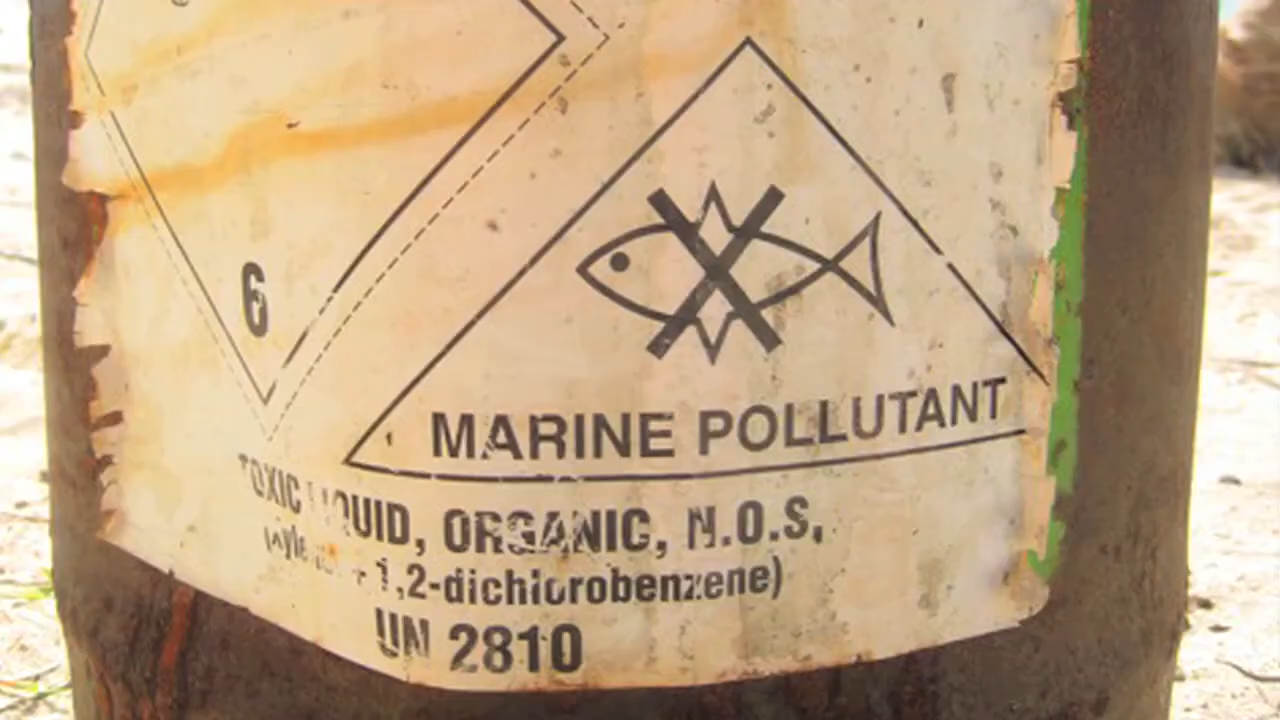 6
MARINE POLLUTANT
TOXIC LIQUID, ORGANIC, N.O.S,
1,2-dichlorobenzene)
UN 2810